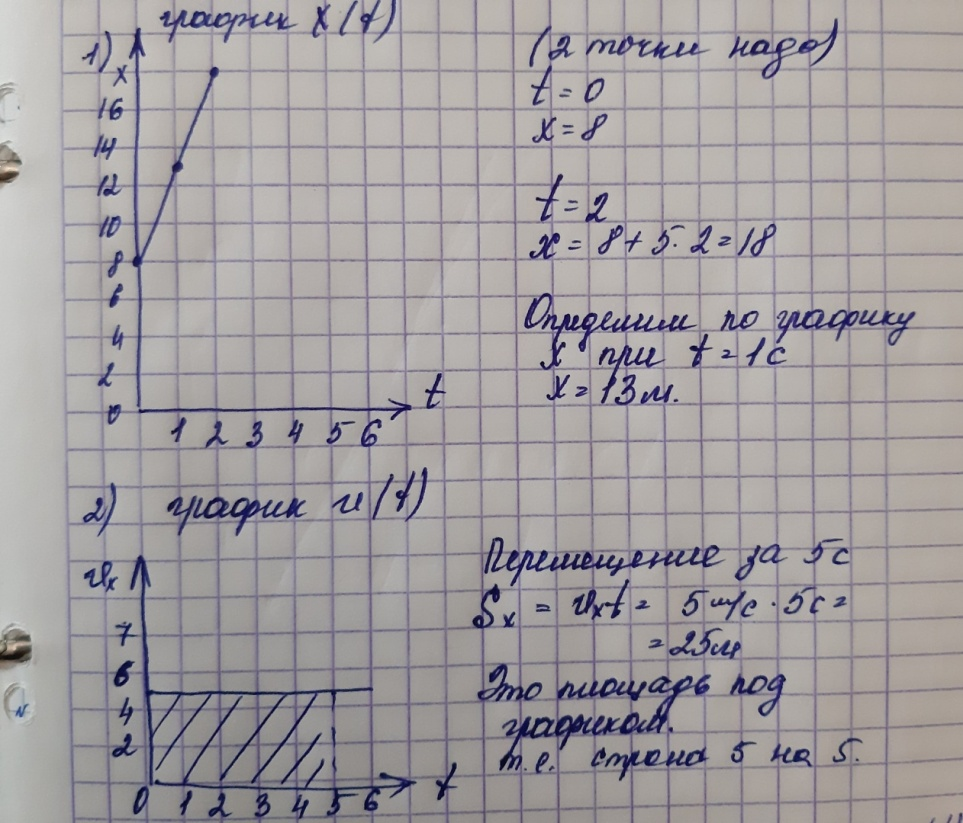 график x(t)
1)
x
16
14
12
10
8
6
4
2
0
1 2 3 4 5 6
t
(2 точки надо)
t = 0
x = 8
t = 2
x = 8 + 5 · 2 = 18
Определим по графику
x при t = 1с
x = 13м.
2) график v(t)
vₓ
7
6
4
2
0 1 2 3 4 5 6
t
Перемещение за 5с
Sₓ = vₓt = 5 м/с · 5с =
= 25м
Это площадь под
графиком.
т.е. строна 5 на 5.